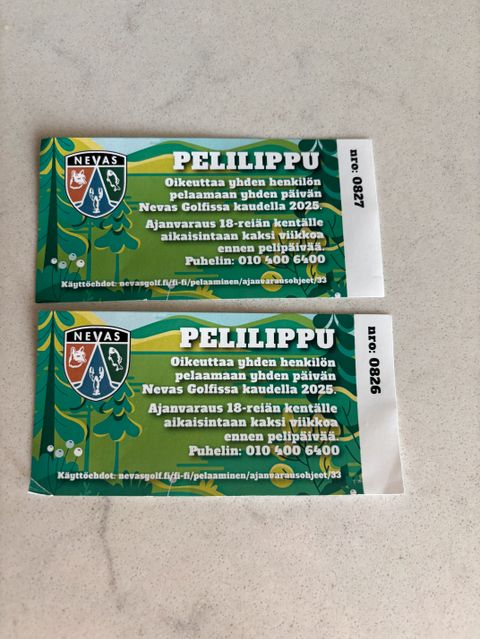 NEVAS
PELILIPPU
Oikeuttaa yhden henkilön
pelaamaan yhden päivän
Nevas Golfissa kaudella 2025.
Ajanvaraus 18-reiän kentälle
aikaisintaan kaksi viikkoa
ennen pelipäivää.
Puhelin: 010 400 6400
Käyttöehdot: nevasgolf.fi/fi-fi/pelaaminen/ajanvarausohjeet/33
nro: 0827
NEVAS
PELILIPPU
Oikeuttaa yhden henkilön
pelaamaan yhden päivän
Nevas Golfissa kaudella 2025.
Ajanvaraus 18-reiän kentälle
aikaisintaan kaksi viikkoa
ennen pelipäivää.
Puhelin: 010 400 6400
Käyttöehdot: nevasgolf.fi/fi-fi/pelaaminen/ajanvarausohjeet/33
nro: 0826